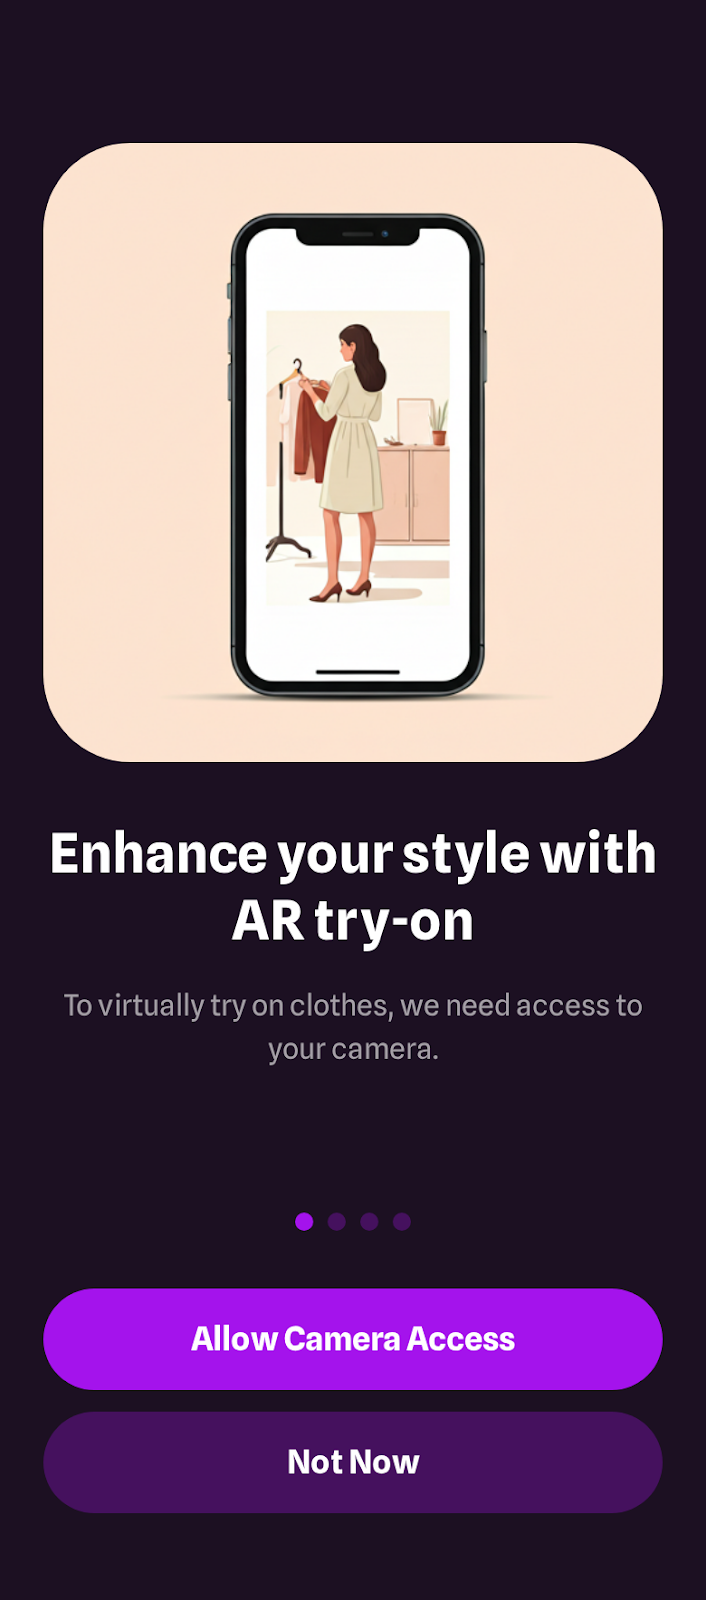 Enhance your style with
AR try-on
To virtually try on clothes, we need access to
your camera.
Allow Camera Access
Not Now